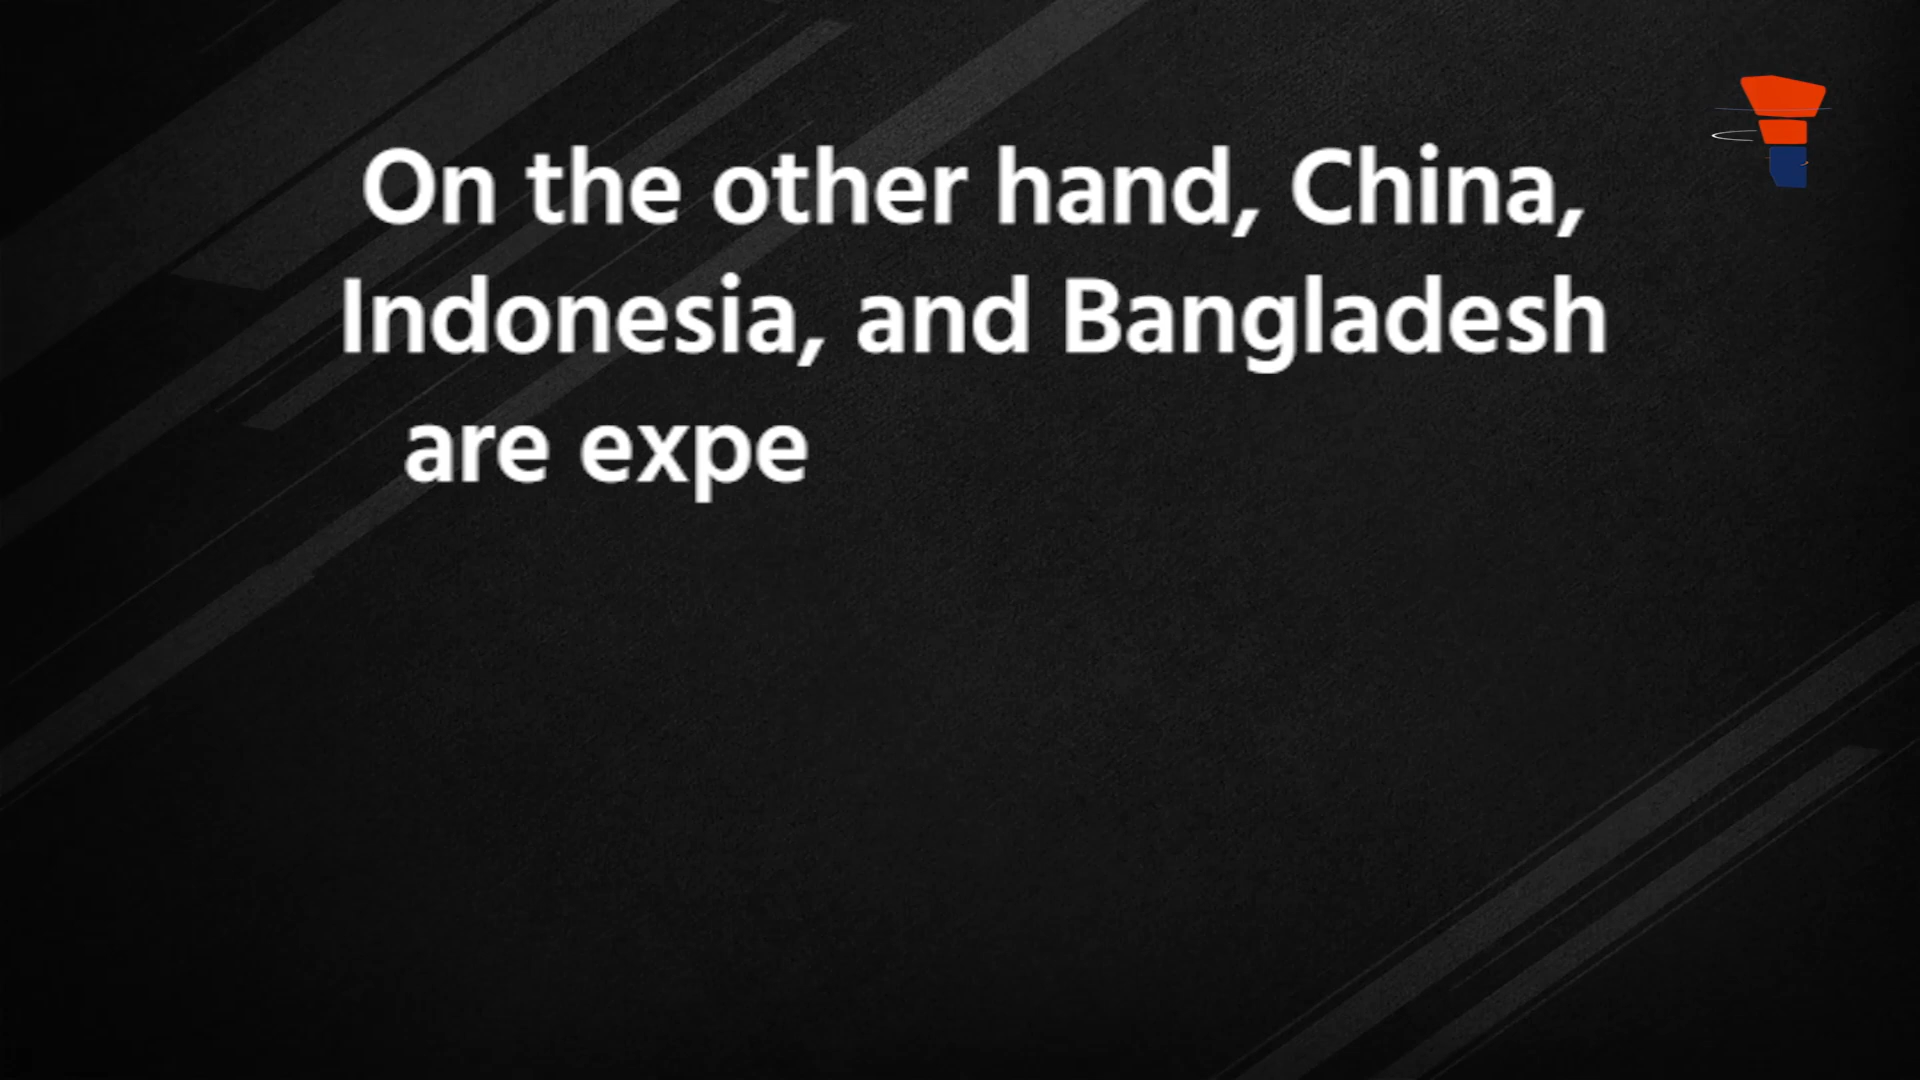 On the other hand, China,
Indonesia, and Bangladesh
are expe